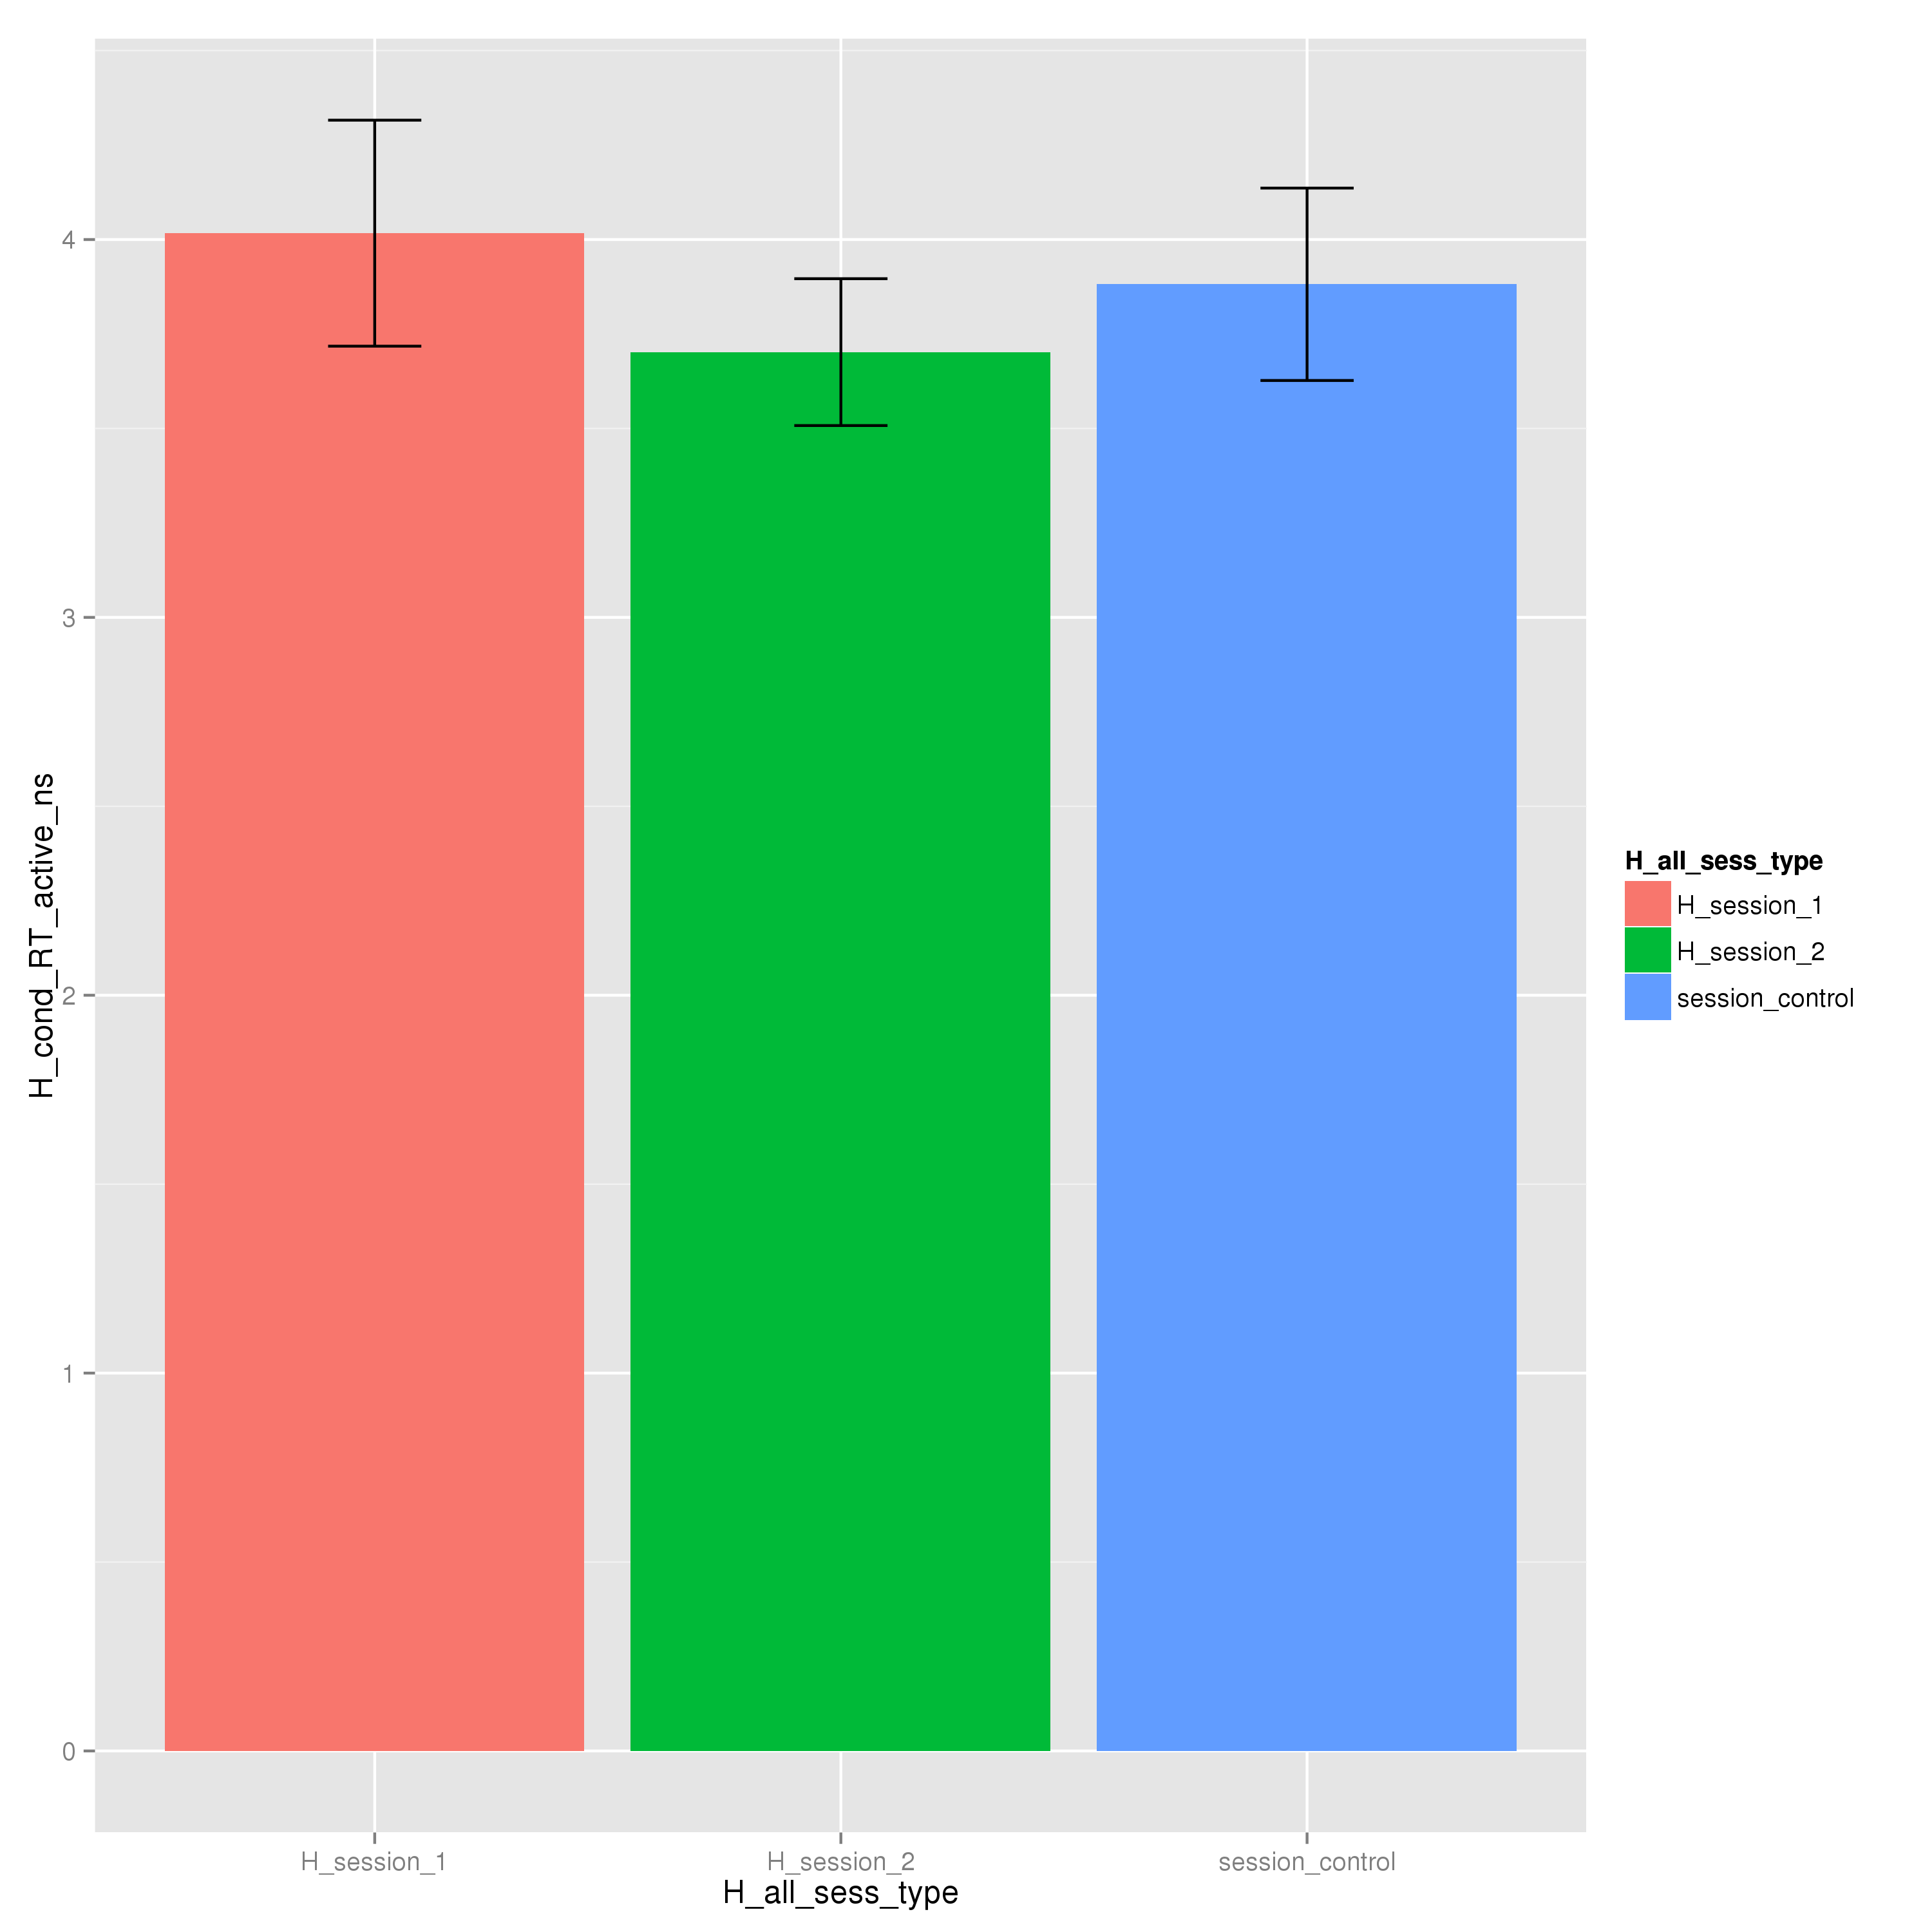 H_cond_RT_active_ns
4
3
2
1
0
H_session_1
H_session_2
session_control
H_all_sess_type
H_all_sess_type
H_session_1
H_session_2
session_control